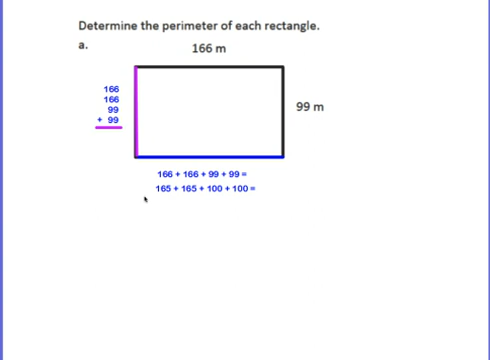 Determine the perimeter of each rectangle.
a.
166 m
99 m
166
166
99
+ 99
166 + 166 + 99 + 99 =
165 + 165 + 100 + 100 =